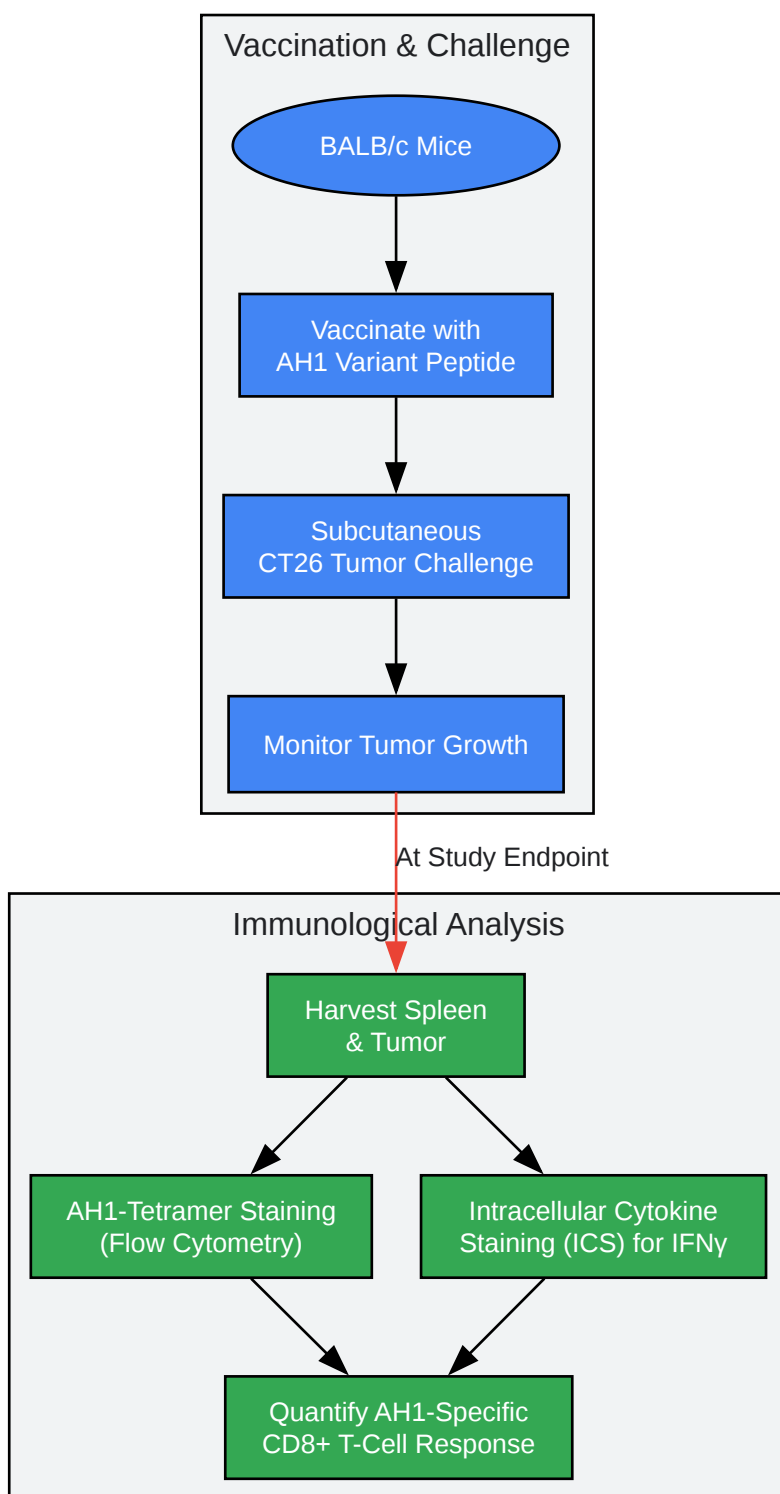 Vaccination & Challenge
BALB/c Mice
Vaccinate with
AH1 Variant Peptide
Subcutaneous
CT26 Tumor Challenge
Monitor Tumor Growth
At Study Endpoint
Immunological Analysis
Harvest Spleen
& Tumor
AH1-Tetramer Staining
(Flow Cytometry)
Intracellular Cytokine
Staining (ICS) for IFNγ
Quantify AH1-Specific
CD8+ T-Cell Response